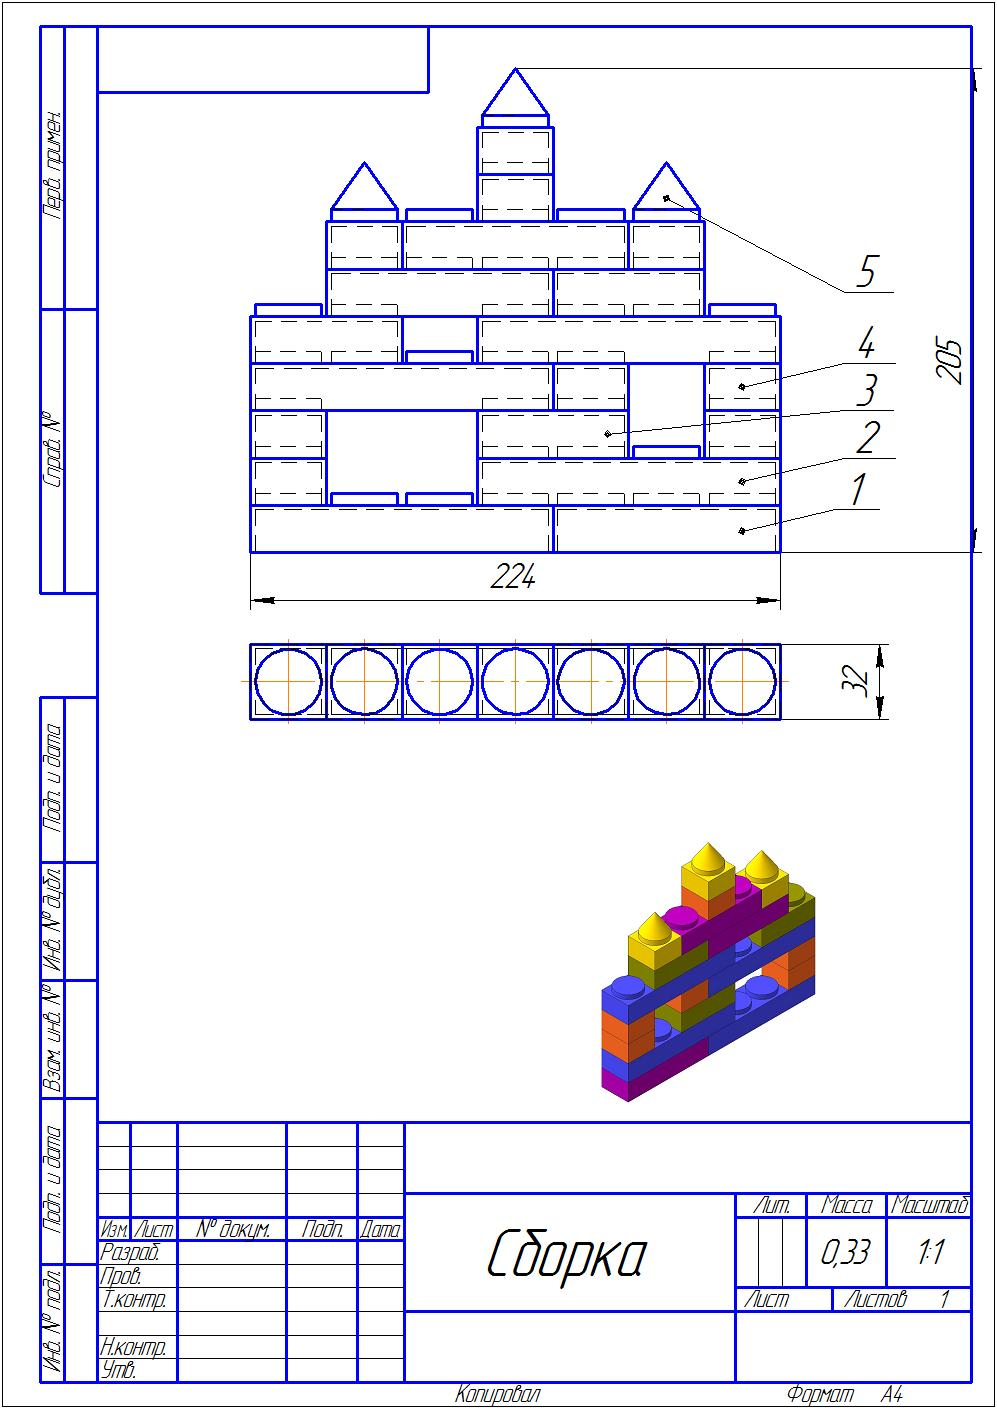 Перв. примен.
Справ. №
Подп. и дата
Инв. № дубл.
Взам. инв. №
Подп. и дата
Инв. № подл.
5
4
3
2
1
205
224
32
Изм. Лист № докум. Подп. Дата
Разраб.
Пров.
Т.контр.
Н.контр.
Утв.
Сборка
Лит. Масса Масштаб
0,33 1:1
Лист Листов 1
Копировал Формат А4